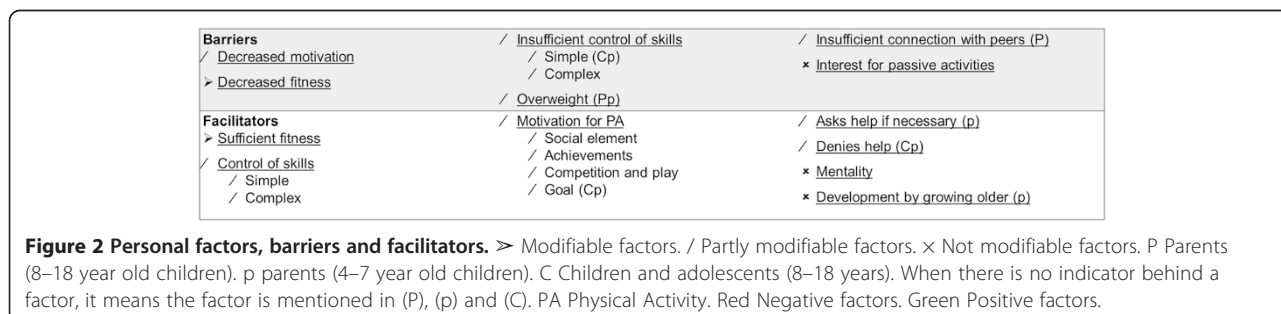 Barriers
/ Decreased motivation
➢ Decreased fitness
/ Insufficient control of skills
/ Simple (Cp)
/ Complex
/ Overweight (Pp)
/ Insufficient connection with peers (P)
× Interest for passive activities
Facilitators
➢ Sufficient fitness
/ Control of skills
/ Simple
/ Complex
/ Motivation for PA
/ Social element
/ Achievements
/ Competition and play
/ Goal (Cp)
/ Asks help if necessary (p)
/ Denies help (Cp)
× Mentality
× Development by growing older (p)
Figure 2 Personal factors, barriers and facilitators. ➢ Modifiable factors. / Partly modifiable factors. × Not modifiable factors. P Parents
(8–18 year old children). p parents (4–7 year old children). C Children and adolescents (8–18 years). When there is no indicator behind a
factor, it means the factor is mentioned in (P), (p) and (C). PA Physical Activity. Red Negative factors. Green Positive factors.